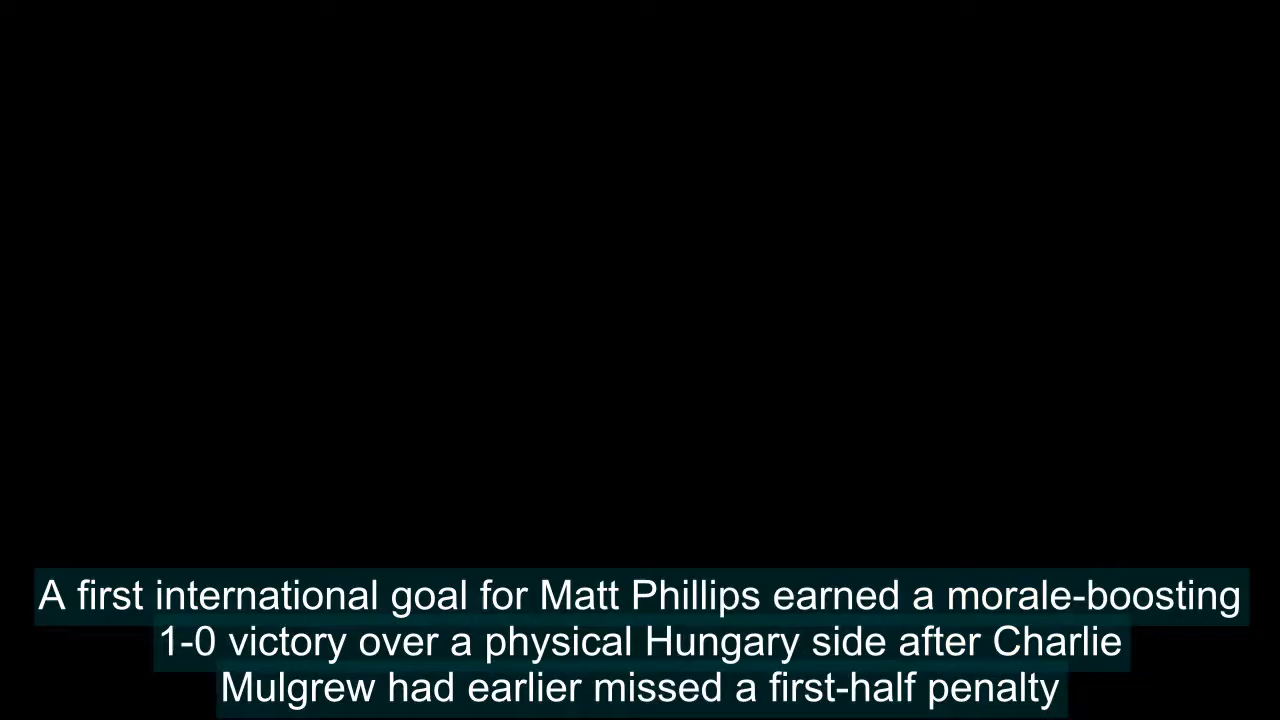 A first international goal for Matt Phillips earned a morale-boosting
1-0 victory over a physical Hungary side after Charlie
Mulgrew had earlier missed a first-half penalty